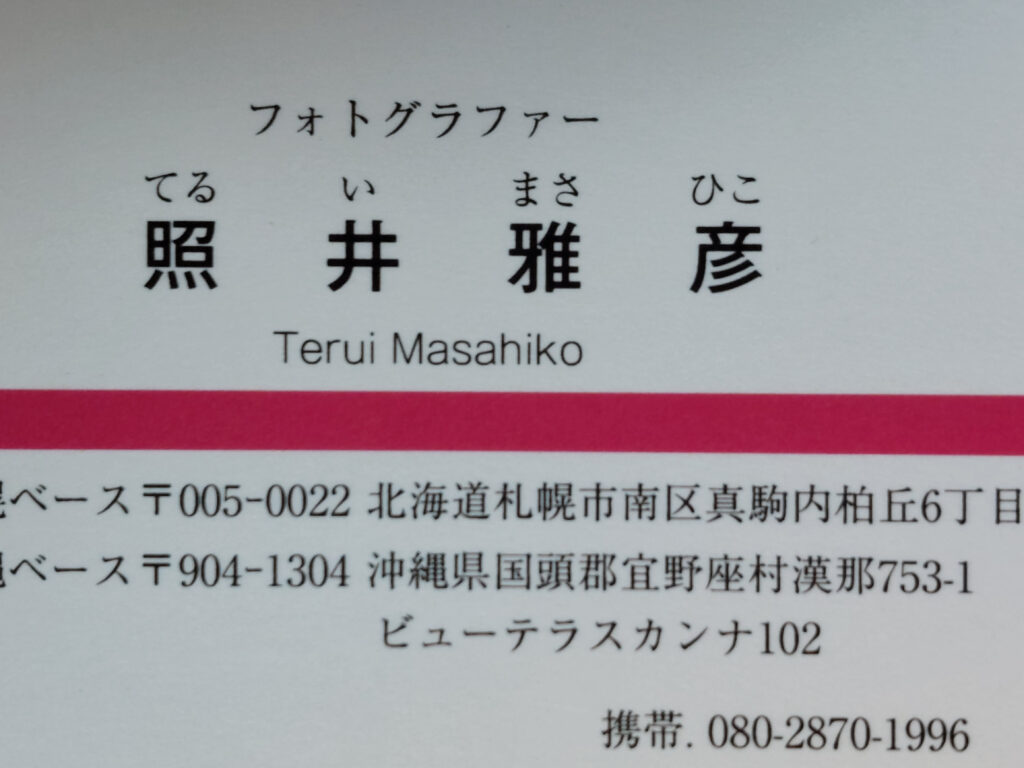 フォトグラファー
てる い まさ ひこ
照 井 雅 彦
Terui Masahiko
幌ベース〒005-0022 北海道札幌市南区真駒内柏丘6丁目
縄ベース〒904-1304 沖縄県国頭郡宜野座村漢那753-1
ビューテラスカンナ102
携帯. 080-2870-1996